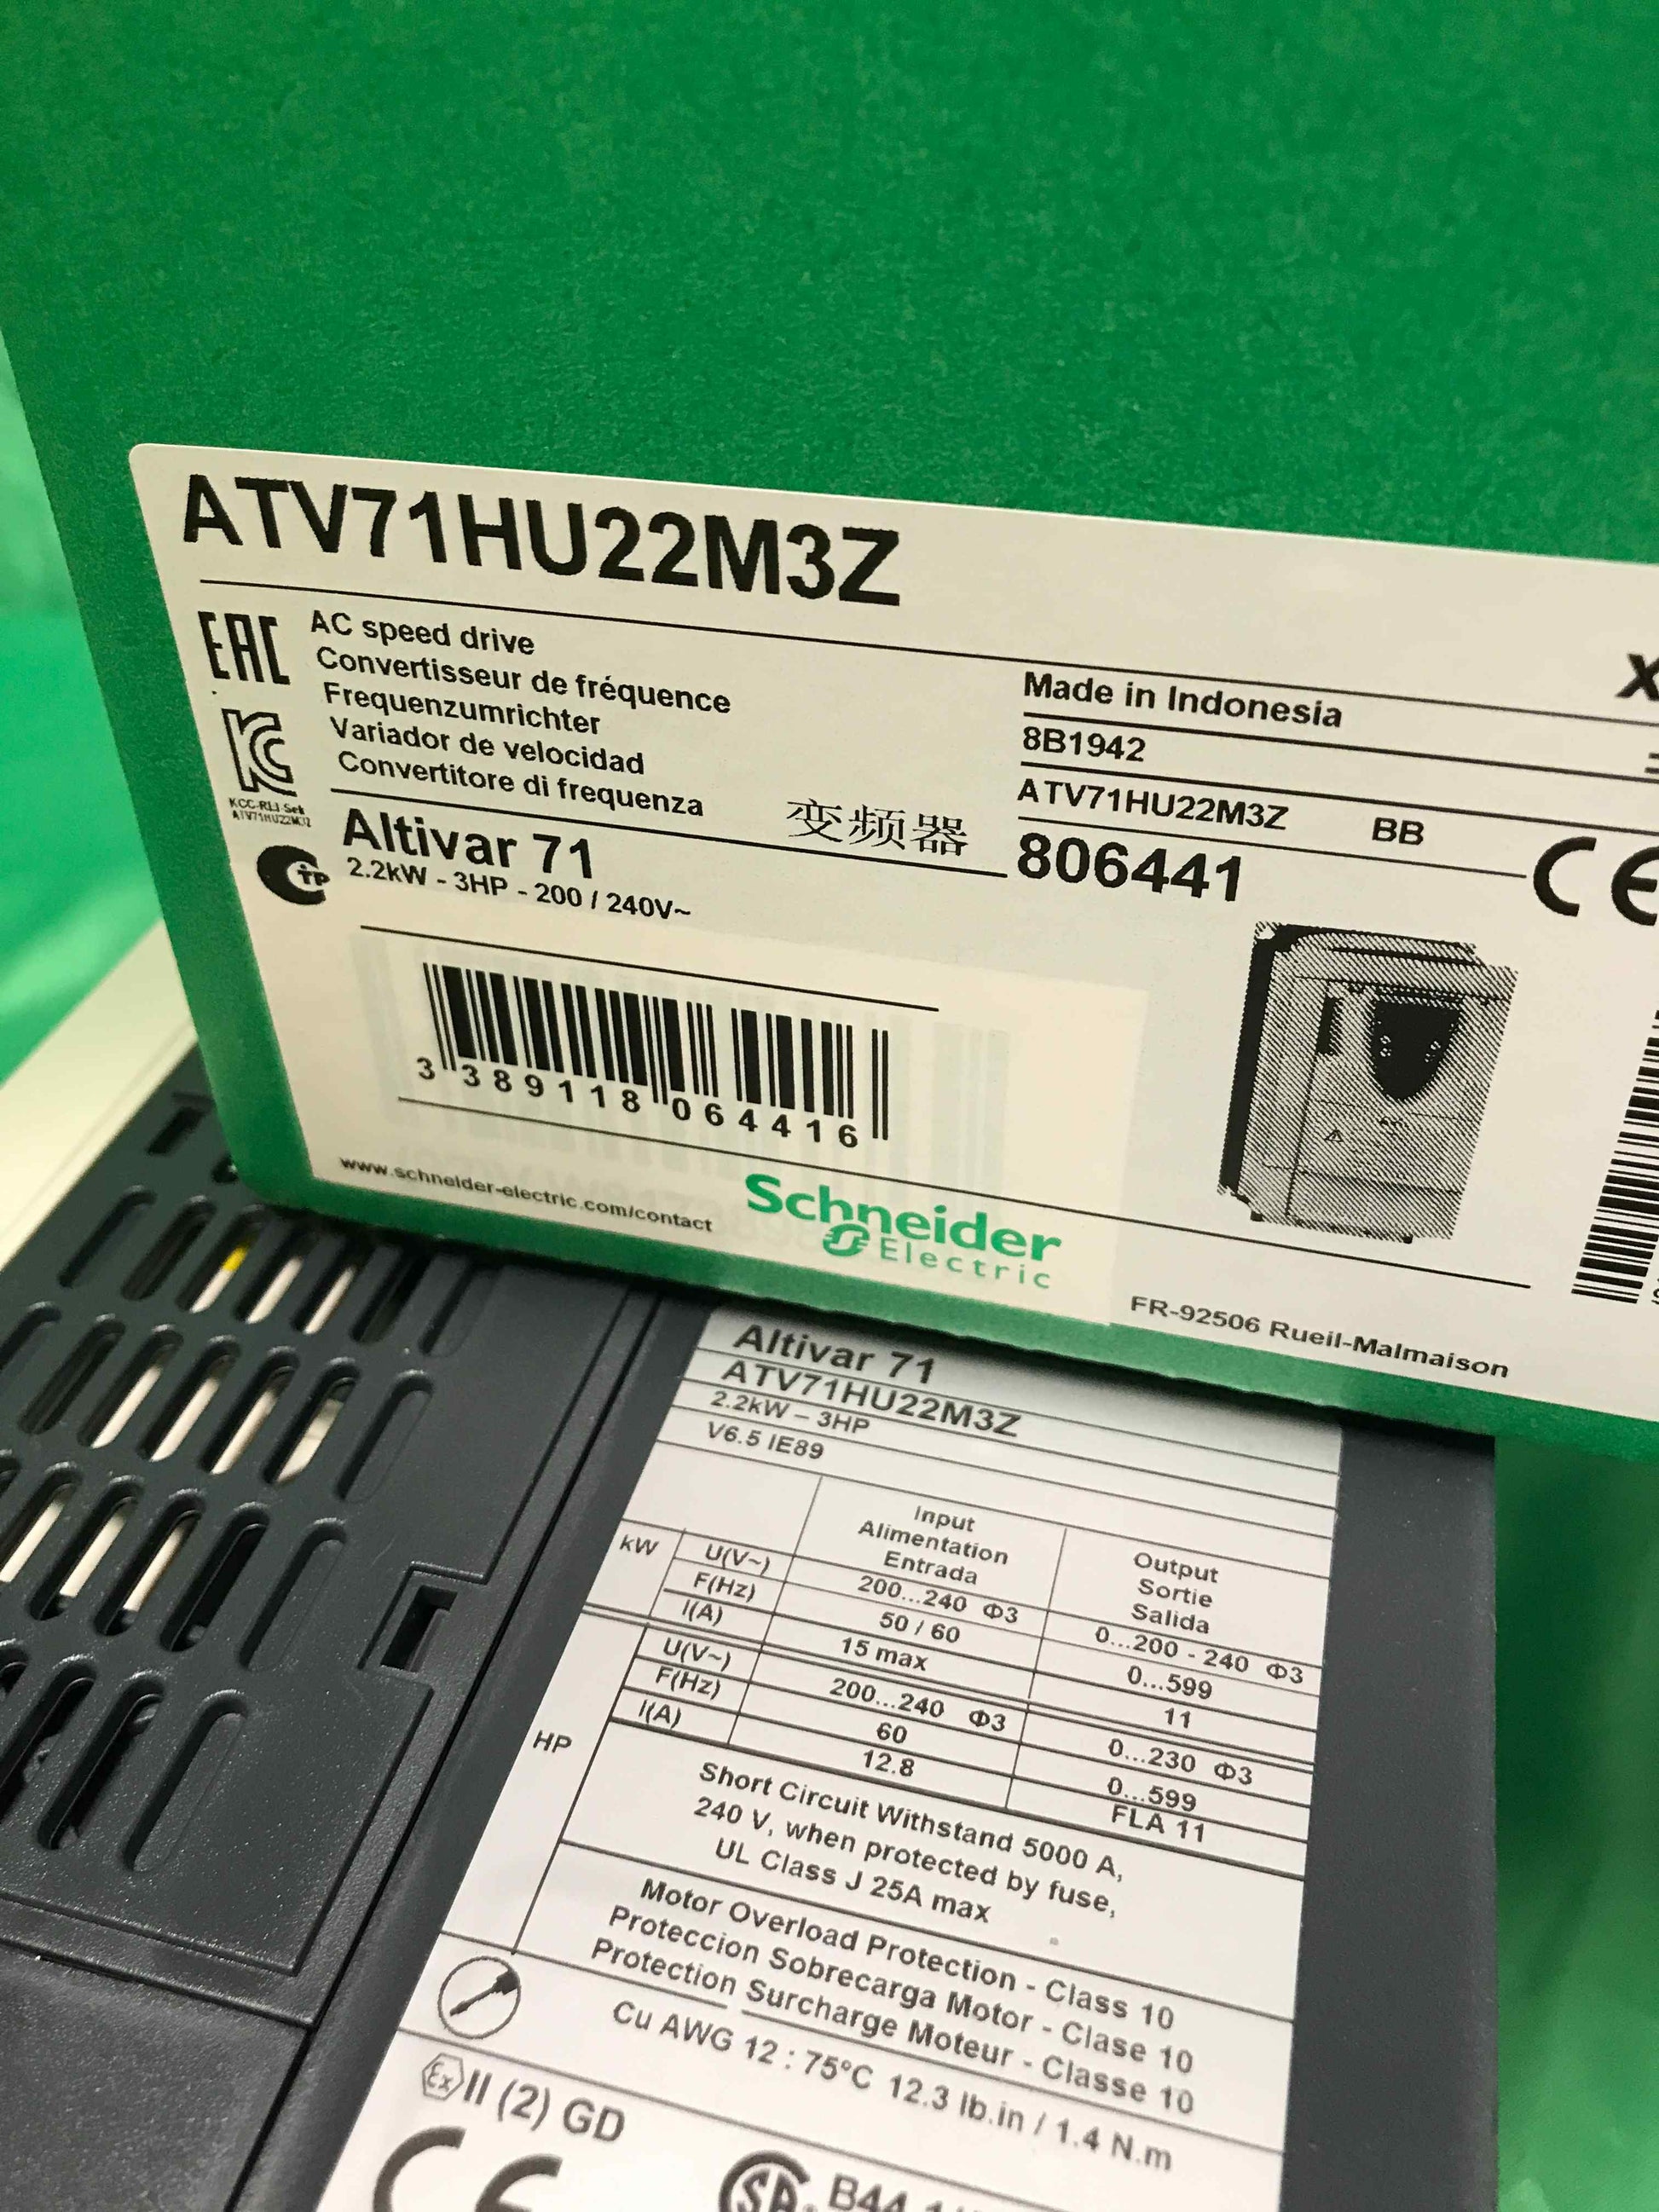 ATV71HU22M3Z
EAC
AC speed drive
Convertisseur de fréquence
Frequenzumrichter
Variador de velocidad
Convertitore di frequenza
变频器
KCC-RLI-Sek
ATV71HU22M3Z
Altivar 71
2.2kW - 3HP - 200 / 240V~
Made in Indonesia
8B1942
ATV71HU22M3Z BB
806441
CE
3 389118 064416
www.schneider-electric.com/contact
Schneider
Electric
FR-92506 Rueil-Malmaison
Altivar 71
ATV71HU22M3Z
2.2kW – 3HP
V6.5 IE89
Input
Alimentation
Entrada
Output
Sortie
Salida
kW
U(V~) 200...240 Φ3 0...200 - 240 Φ3
F(Hz) 50 / 60 0...599
I(A) 15 max 11
HP
U(V~) 200...240 Φ3 0...230 Φ3
F(Hz) 60 0...599
I(A) 12.8 FLA 11
Short Circuit Withstand 5000 A,
240 V, when protected by fuse,
UL Class J 25A max
Motor Overload Protection - Class 10
Proteccion Sobrecarga Motor - Clase 10
Protection Surcharge Moteur - Classe 10
Cu AWG 12 : 75°C 12.3 lb.in / 1.4 N.m
Ex II (2) GD
CE
SA
B44